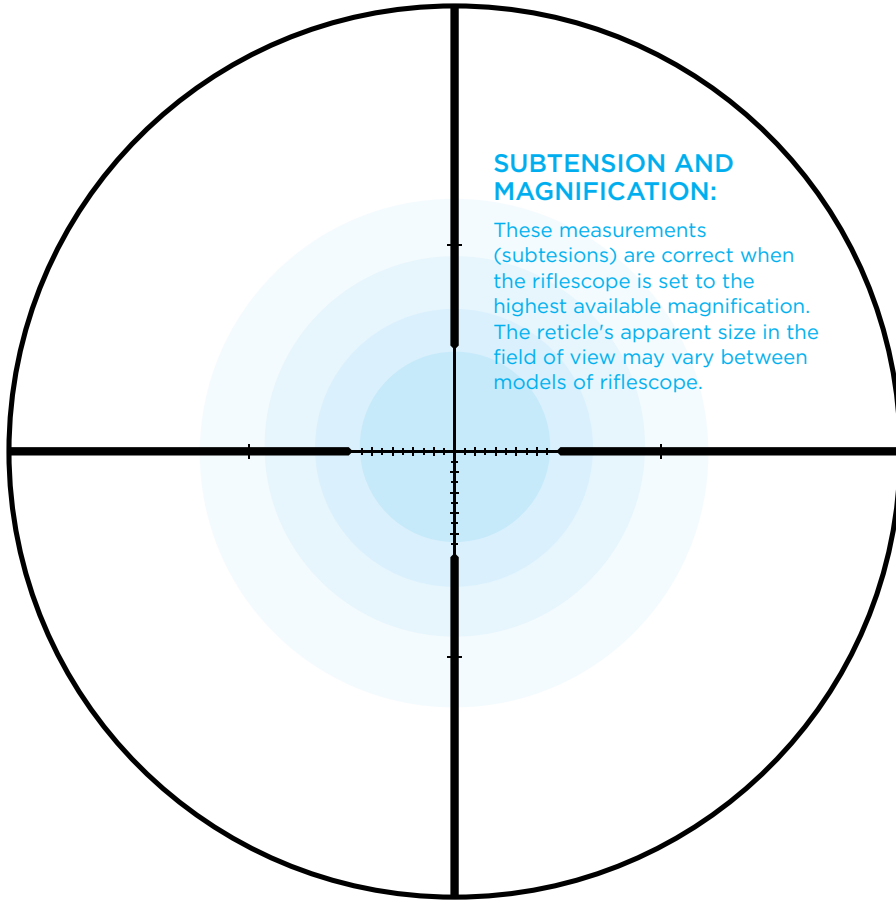 SUBTENSION AND
MAGNIFICATION:
These measurements
(subtesions) are correct when
the riflescope is set to the
highest available magnification.
The reticle's apparent size in the
field of view may vary between
models of riflescope.